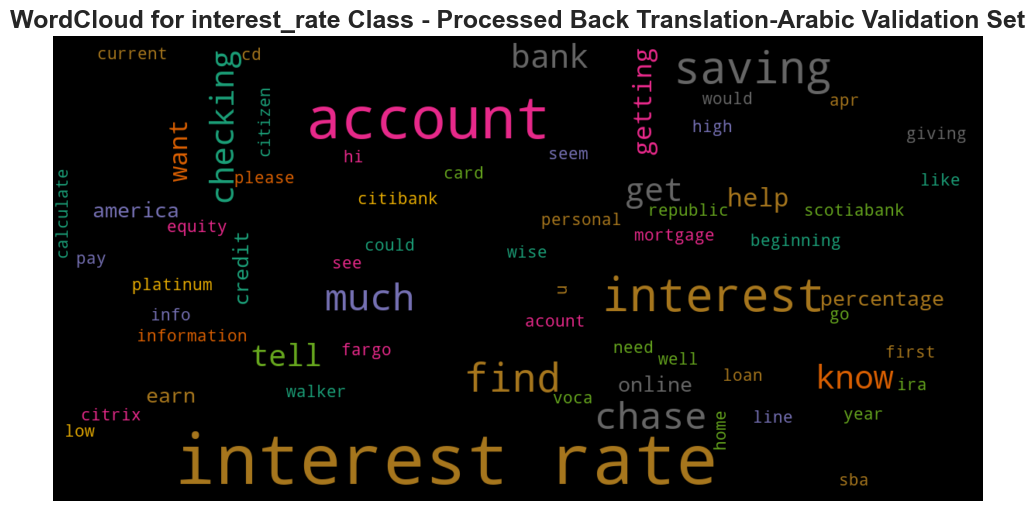 WordCloud for interest_rate Class - Processed Back Translation-Arabic Validation Set
current
cd
bank
saving
checking
getting
would
apr
account
citizen
want
high
giving
hi
seem
please
card
like
calculate
citibank
get
help
america
republic
scotiabank
equity
personal
mortgage
beginning
credit
could
wise
pay
see
platinum
much
u
interest
percentage
info
acount
go
information
tell
fargo
need
well
first
find
know
loan
online
ira
earn
walker
voca
citrix
chase
home
line
year
low
interest rate
sba